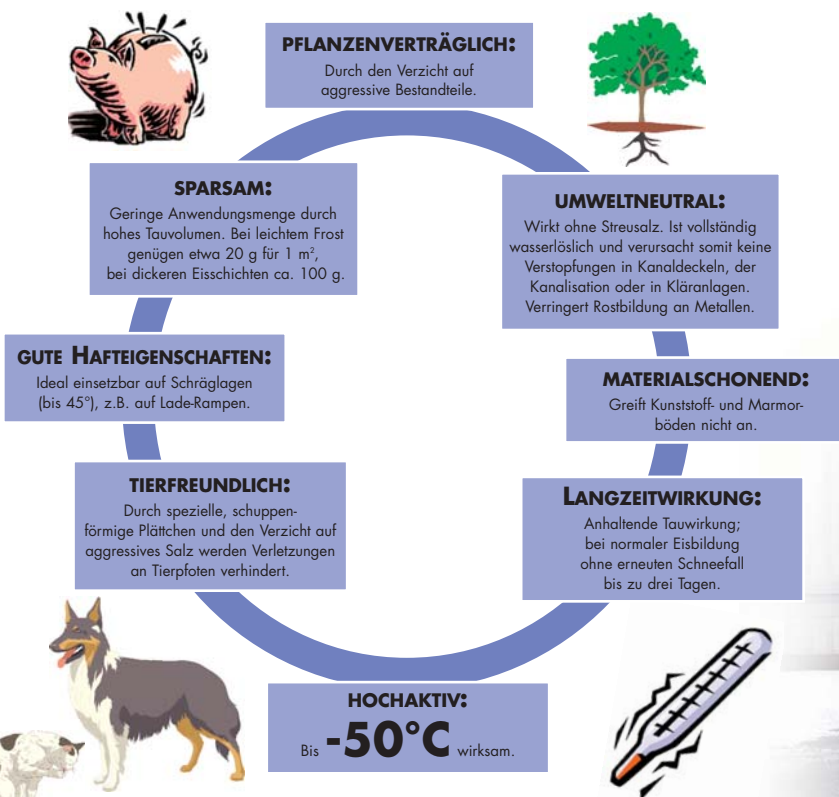 PFLANZENVERTRÄGLICH:
Durch den Verzicht auf
aggressive Bestandteile.
SPARSAM:
Geringe Anwendungsmenge durch
hohes Tauvolumen. Bei leichtem Frost
genügen etwa 20 g für 1 m²,
bei dickeren Eisschichten ca. 100 g.
UMWELTNEUTRAL:
Wirkt ohne Streusalz. Ist vollständig
wasserlöslich und verursacht somit keine
Verstopfungen in Kanaldeckeln, der
Kanalisation oder in Kläranlagen.
Verringert Rostbildung an Metallen.
GUTE HAFTEIGENSCHAFTEN:
Ideal einsetzbar auf Schräglagen
(bis 45°), z.B. auf Lade-Rampen.
MATERIALSCHONEND:
Greift Kunststoff- und Marmor-
böden nicht an.
TIERFREUNDLICH:
Durch spezielle, schuppen-
förmige Plättchen und den Verzicht auf
aggressives Salz werden Verletzungen
an Tierpfoten verhindert.
LANGZEITWIRKUNG:
Anhaltende Tauwirkung;
bei normaler Eisbildung
ohne erneuten Schneefall
bis zu drei Tagen.
HOCHAKTIV:
Bis -50°C wirksam.